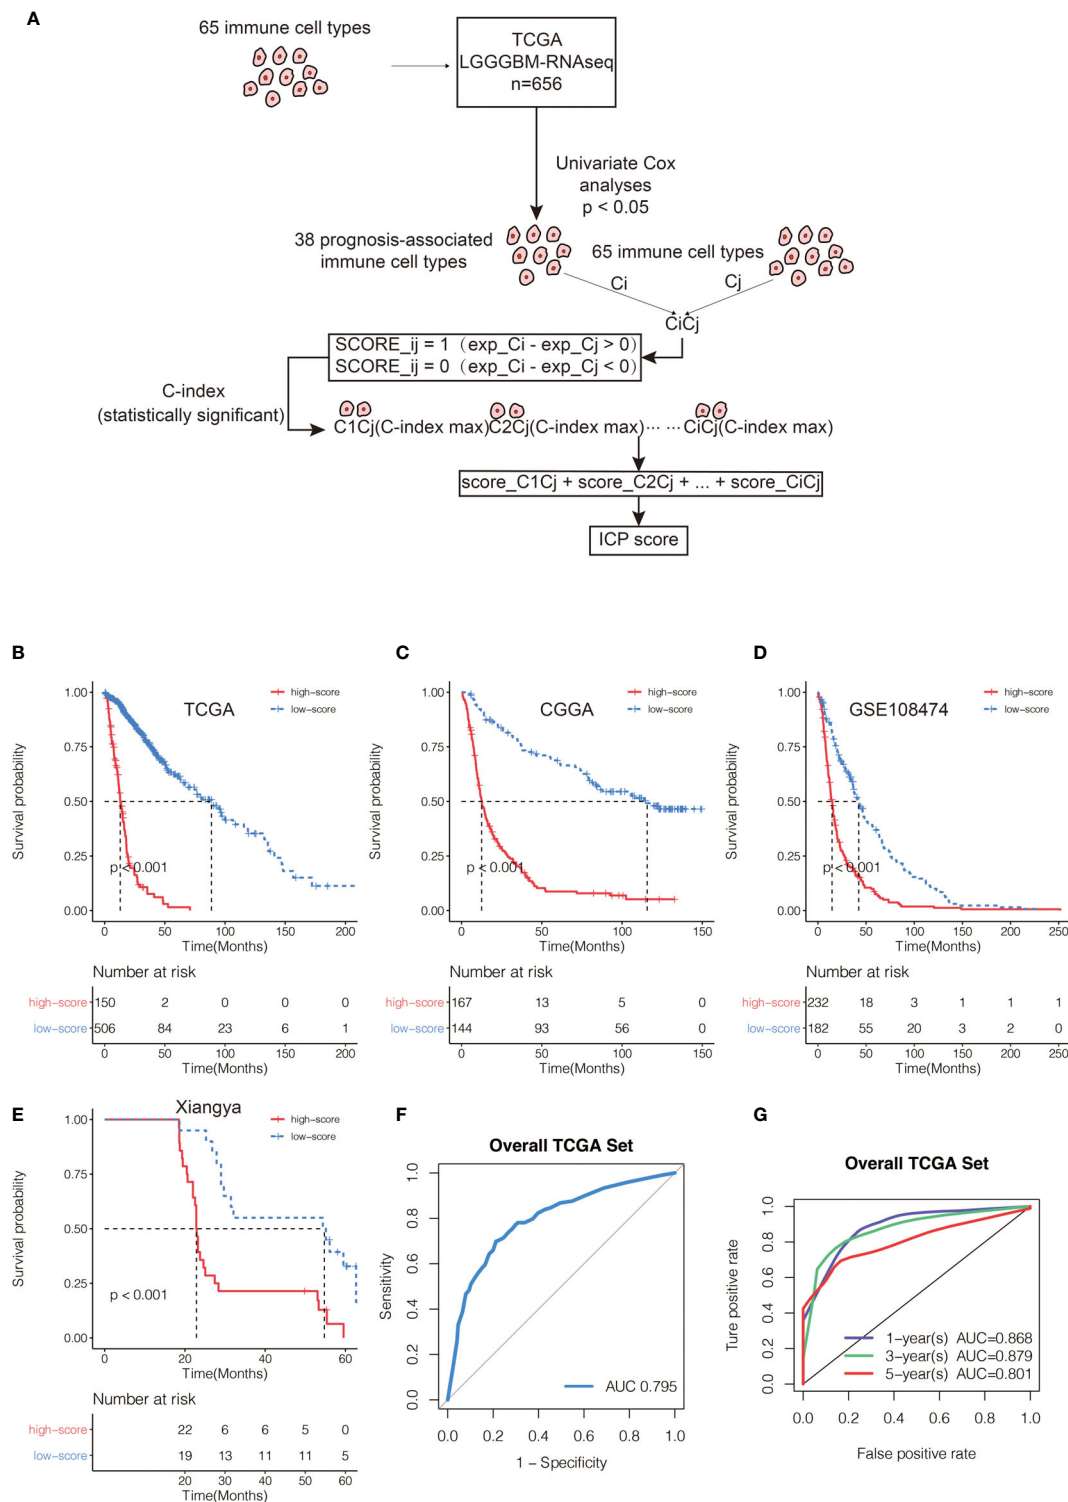 A
65 immune cell types
TCGA
LGGGBM-RNAseq
n=656
Univariate Cox
analyses
p < 0.05
38 prognosis-associated
immune cell types
65 immune cell types
Ci
Cj
CiCj
SCORE_ij = 1 （exp_Ci - exp_Cj > 0）
SCORE_ij = 0（exp_Ci - exp_Cj < 0）
C-index
(statistically significant)
C1Cj(C-index max)C2Cj(C-index max)··· ···CiCj(C-index max)
score_C1Cj + score_C2Cj + ... + score_CiCj
ICP score
B
TCGA
high-score
low-score
Survival probability
1.00
0.75
0.50
0.25
0.00
p < 0.001
0 50 100 150 200
Time(Months)
Number at risk
high-score 150 2 0 0 0
low-score 506 84 23 6 1
0 50 100 150 200
Time(Months)
C
CGGA
high-score
low-score
Survival probability
1.00
0.75
0.50
0.25
0.00
p < 0.001
0 50 100 150
Time(Months)
Number at risk
high-score 167 13 5 0
low-score 144 93 56 0
0 50 100 150
Time(Months)
D
GSE108474
high-score
low-score
Survival probability
1.00
0.75
0.50
0.25
0.00
p < 0.001
0 50 100 150 200 250
Time(Months)
Number at risk
high-score 232 18 3 1 1 1
low-score 182 55 20 3 2 0
0 50 100 150 200 250
Time(Months)
E
Xiangya
high-score
low-score
Survival probability
1.00
0.75
0.50
0.25
0.00
p < 0.001
0 20 40 60
Time(Months)
Number at risk
high-score 22 6 6 5 0
low-score 19 13 11 11 5
20 30 40 50 60
Time(Months)
F
Overall TCGA Set
Sensitivity
1.0
0.8
0.6
0.4
0.2
0.0
AUC 0.795
0.0 0.2 0.4 0.6 0.8 1.0
1 - Specificity
G
Overall TCGA Set
Ture positive rate
1.0
0.8
0.6
0.4
0.2
0.0
1-year(s) AUC=0.868
3-year(s) AUC=0.879
5-year(s) AUC=0.801
0.0 0.2 0.4 0.6 0.8 1.0
False positive rate